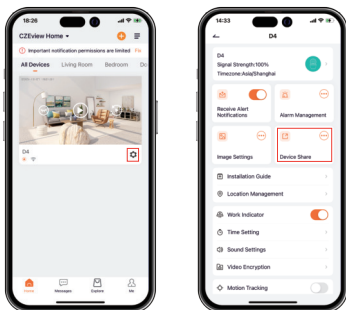 18:26
CZEview Home
Important notification permissions are limited Fix
All Devices Living Room Bedroom
D4
Home Messages Explore Me
14:33
D4
D4
Signal Strength:100%
Timezone:Asia/Shanghai
Receive Alert
Notifications
Alarm Management
Image Settings
Device Share
Installation Guide
Location Management
Work Indicator
Time Setting
Sound Settings
Video Encryption
Motion Tracking